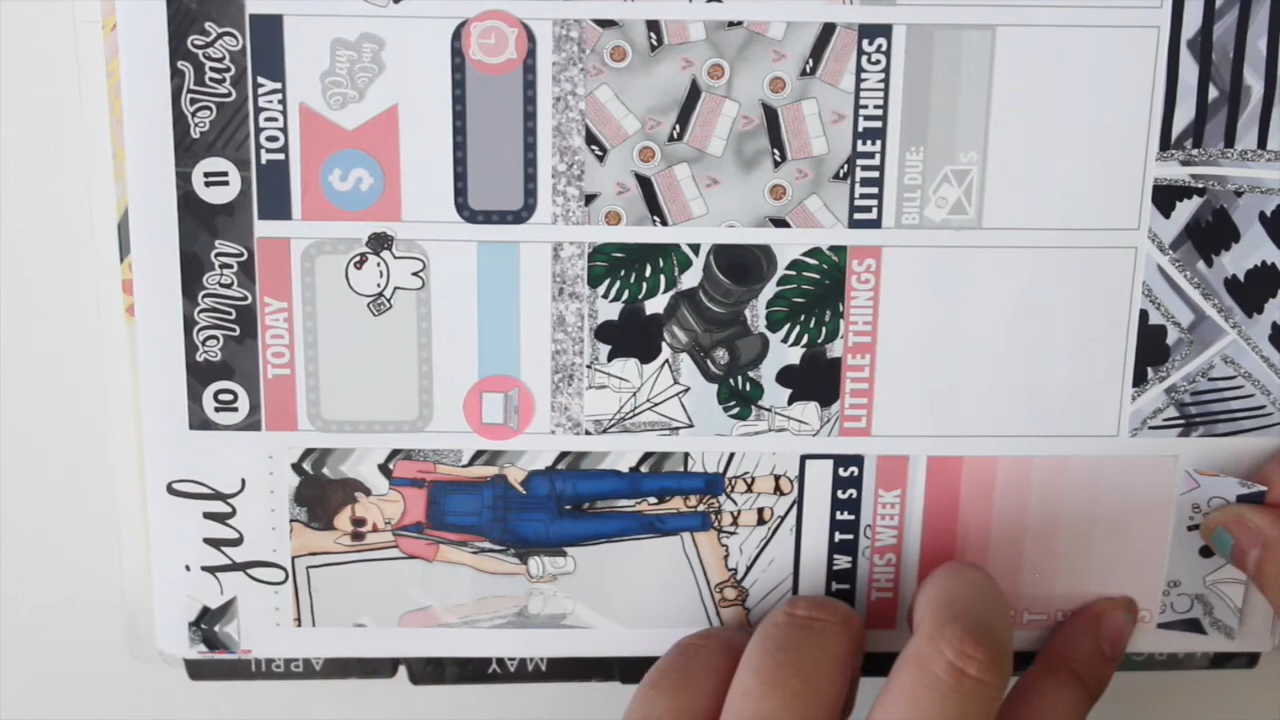 jul
10 mon
11 tues
TODAY
TODAY
$
T W T F S S
THIS WEEK
LITTLE THINGS
LITTLE THINGS
BILL DUE:
$
APRIL
MAY